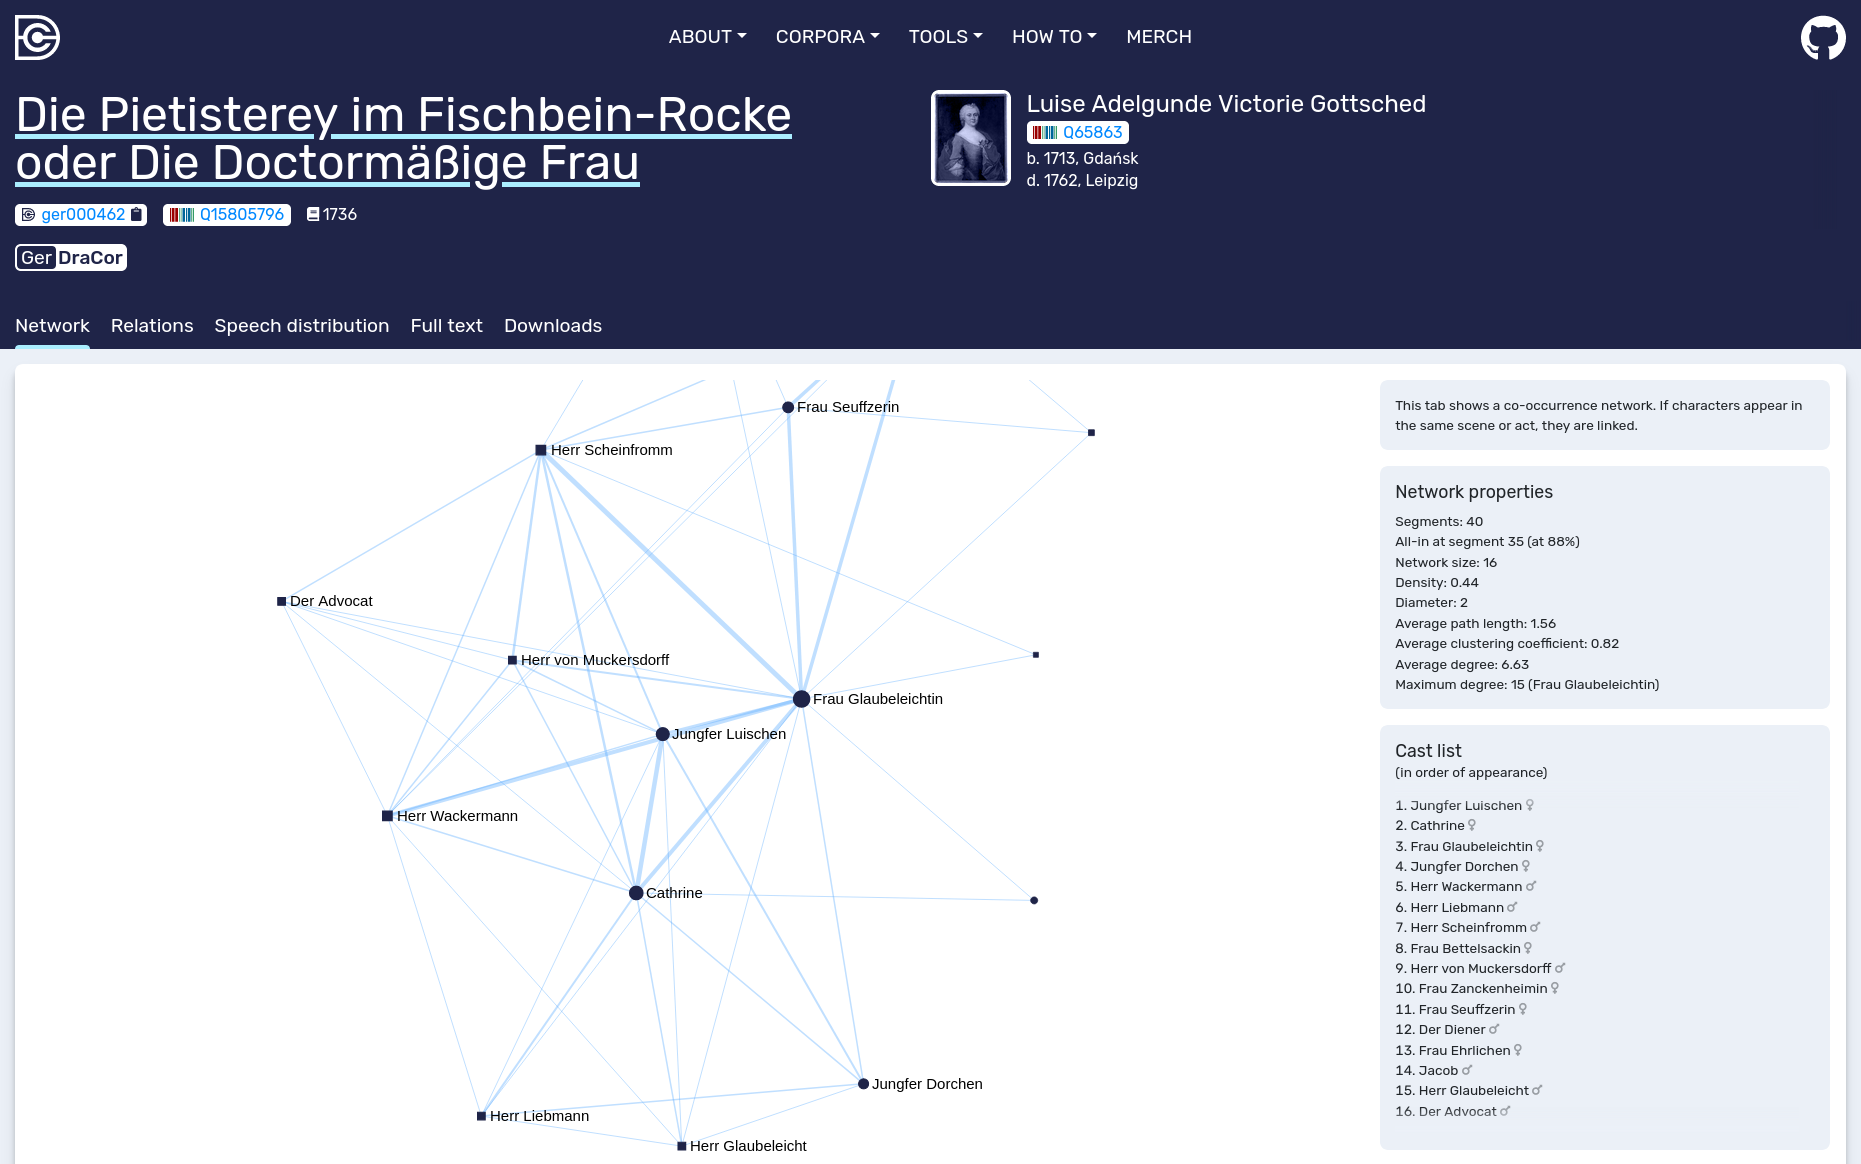 ABOUT CORPORA TOOLS HOW TO MERCH
Die Pietisterey im Fischbein-Rocke
oder Die Doctormäßige Frau
ger000462 Q15805796 1736
Ger DraCor
Luise Adelgunde Victorie Gottsched
Q65863
b. 1713, Gdańsk
d. 1762, Leipzig
Network Relations Speech distribution Full text Downloads
Frau Seuffzerin
Herr Scheinfromm
Der Advocat
Herr von Muckersdorff
Frau Glaubeleichtin
Jungfer Luischen
Herr Wackermann
Cathrine
Jungfer Dorchen
Herr Liebmann
Herr Glaubeleicht
This tab shows a co-occurrence network. If characters appear in
the same scene or act, they are linked.
Network properties
Segments: 40
All-in at segment 35 (at 88%)
Network size: 16
Density: 0.44
Diameter: 2
Average path length: 1.56
Average clustering coefficient: 0.82
Average degree: 6.63
Maximum degree: 15 (Frau Glaubeleichtin)
Cast list
(in order of appearance)
1. Jungfer Luischen ♀
2. Cathrine ♀
3. Frau Glaubeleichtin ♀
4. Jungfer Dorchen ♀
5. Herr Wackermann ♂
6. Herr Liebmann ♂
7. Herr Scheinfromm ♂
8. Frau Bettelsackin ♀
9. Herr von Muckersdorff ♂
10. Frau Zanckenheimin ♀
11. Frau Seuffzerin ♀
12. Der Diener ♂
13. Frau Ehrlichen ♀
14. Jacob ♂
15. Herr Glaubeleicht ♂
16. Der Advocat ♂